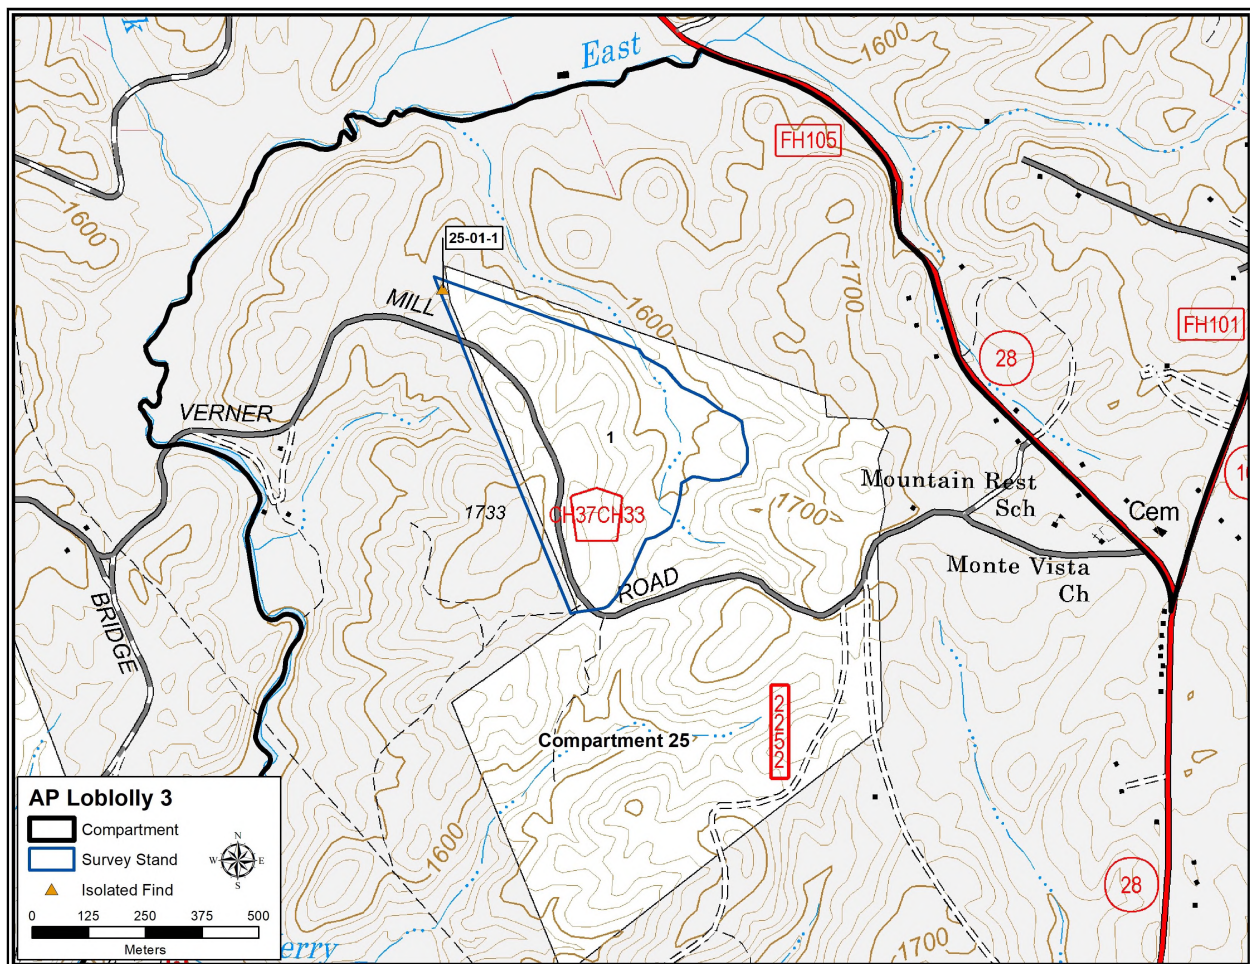 k
East
1600
FH105
1600
25-01-1
1700
MILL
1600
FH101
28
VERNER
1
Mountain Rest
Sch
1733
CH37CH33
1700
Cem
ROAD
Monte Vista
Ch
BRIDGE
2252
Compartment 25
1600
28
1700
erry
AP Loblolly 3
Compartment
Survey Stand
Isolated Find
N
W
E
S
0 125 250 375 500
Meters